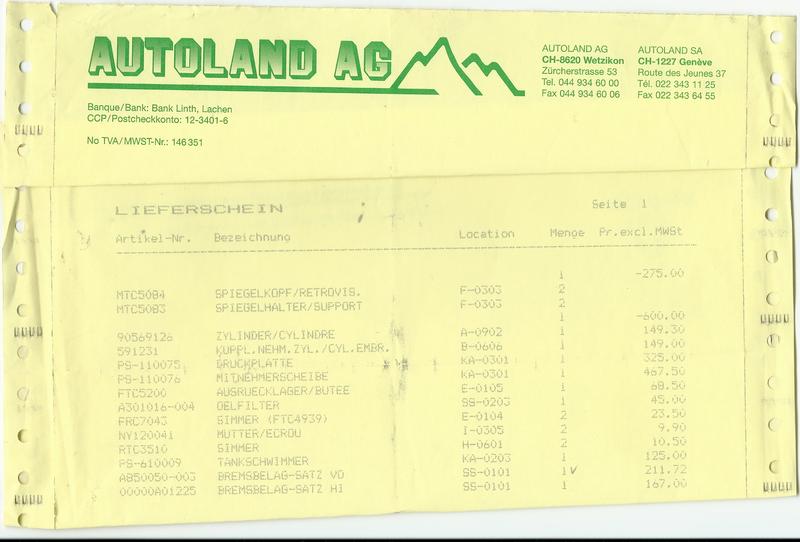 AUTOLAND AG
AUTOLAND AG
CH-8620 Wetzikon
Zürcherstrasse 53
Tel. 044 934 60 00
Fax 044 934 60 06
AUTOLAND SA
CH-1227 Genève
Route des Jeunes 37
Tél. 022 343 11 25
Fax 022 343 64 55
Banque/Bank: Bank Linth, Lachen
CCP/Postcheckkonto: 12-3401-6
No TVA/MWST-Nr.: 146 351
LIEFERSCHEIN Seite 1
Artikel-Nr. Bezeichnung Location Menge Pr.excl.MWSt
1 -275.00
MTC5084 SPIEGELKOPF/RETROVIS. F-0303 2
MTC5083 SPIEGELHALTER/SUPPORT F-0303 2
1 -600.00
90569126 ZYLINDER/CYLINDRE A-0902 1 149.30
591231 KUPPL.NEHM.ZYL./CYL.EMBR. B-0606 1 149.00
PS-110075 DRUCKPLATTE KA-0301 1 325.00
PS-110076 MITNEHMERSCHEIBE KA-0301 1 467.50
FTC5200 AUSRUECKLAGER/BUTEE E-0105 1 68.50
A301016-004 OELFILTER SS-0203 1 45.00
FRC7043 SIMMER (FTC4939) E-0104 2 23.50
NY120041 MUTTER/ECROU I-0305 2 9.90
RTC3510 SIMMER H-0601 2 10.50
PS-610009 TANKSCHWIMMER KA-0203 1 125.00
A850050-003 BREMSBELAG-SATZ VO SS-0101 1 211.72
00000A01225 BREMSBELAG-SATZ HI SS-0101 1 167.00